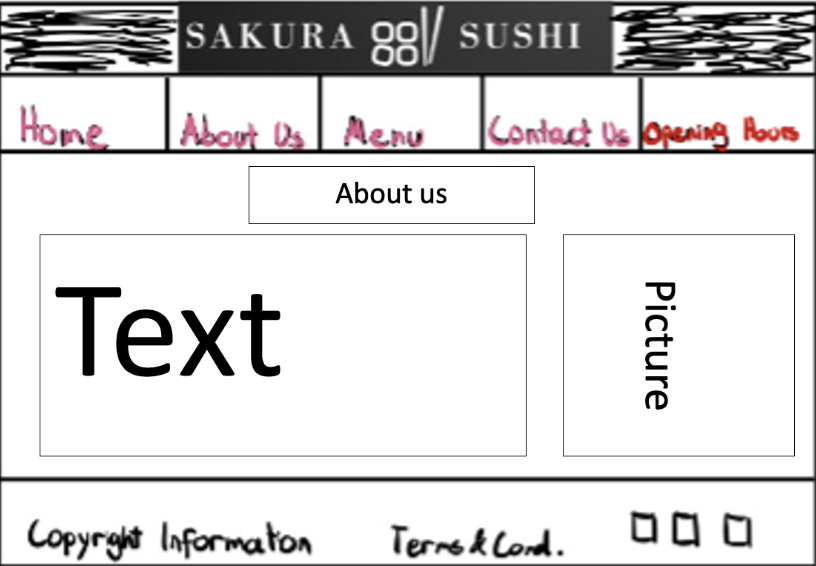 SAKURA SUSHI
Home About Us Menu Contact Us Opening Hours
About us
Text
Picture
Copyright Information Terms & Cond.